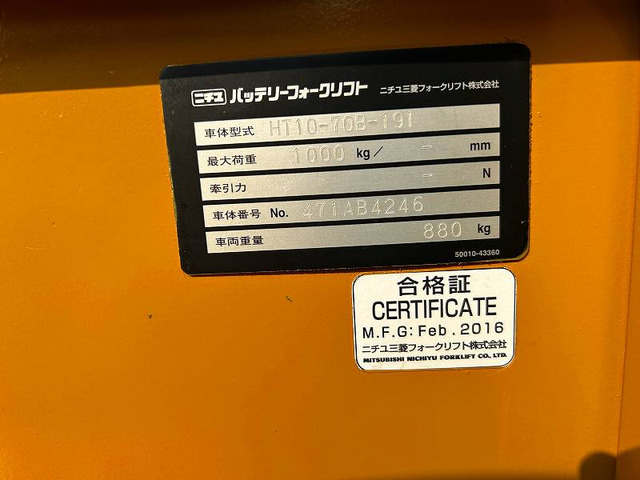 ニチユ バッテリーフォークリフト ニチユ三菱フォークリフト株式会社
車体型式 HT10-70B-191
最大荷重 1000 kg/ - mm
牽引力 - N
車体番号 No. 471AB4246
車両重量 880 kg
50010-43360
合格証
CERTIFICATE
M.F.G: Feb. 2016
ニチユ三菱フォークリフト株式会社
MITSUBISHI NICHIYU FORKLIFT CO., LTD.